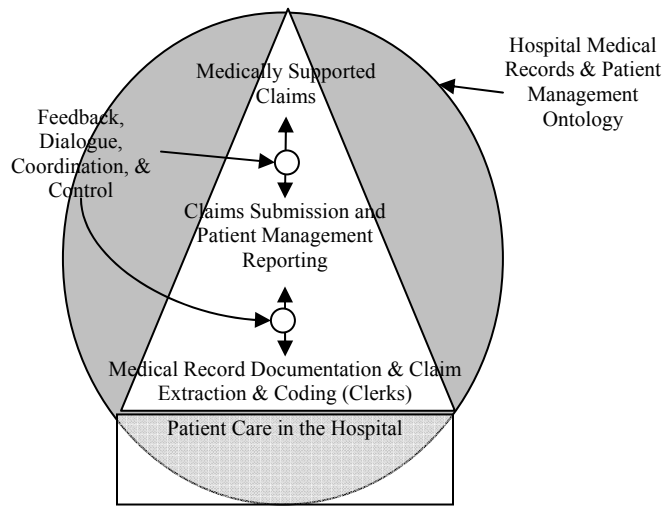 Medically Supported
Claims
Hospital Medical
Records & Patient
Management
Ontology
Feedback,
Dialogue,
Coordination, &
Control
Claims Submission and
Patient Management
Reporting
Medical Record Documentation & Claim
Extraction & Coding (Clerks)
Patient Care in the Hospital